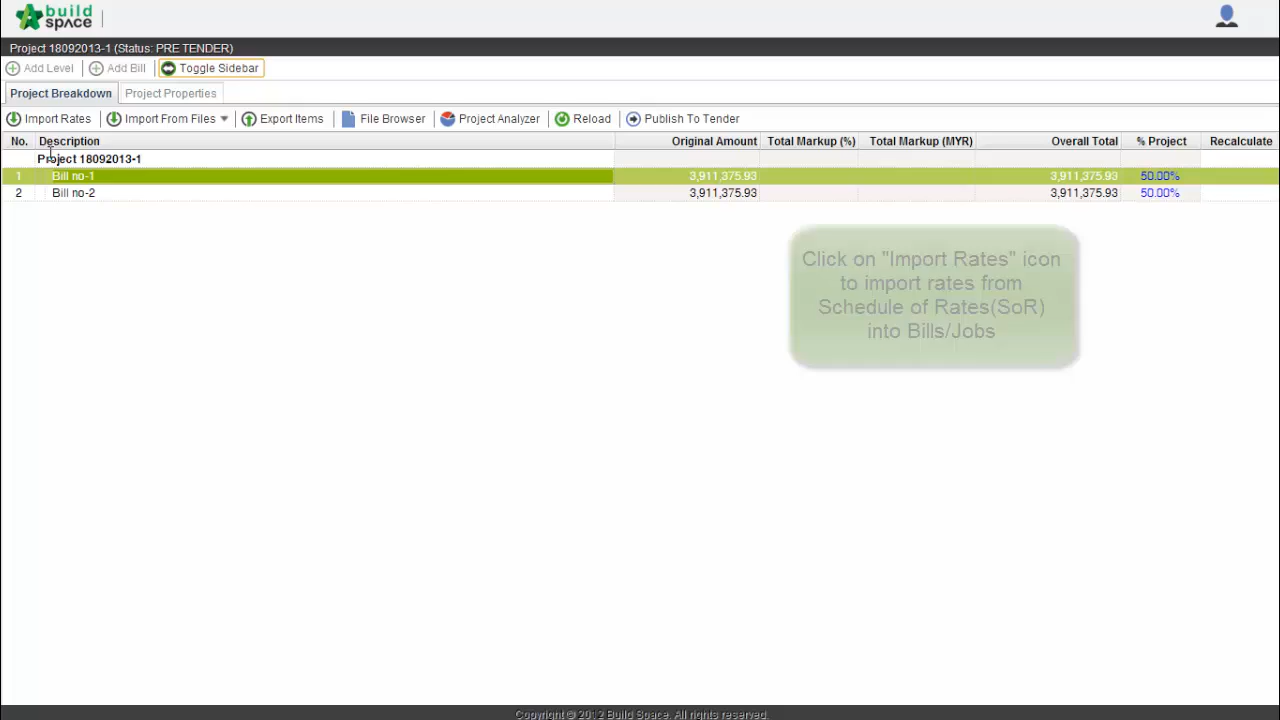 build
space
Project 18092013-1 (Status: PRE TENDER)
Add Level Add Bill Toggle Sidebar
Project Breakdown Project Properties
Import Rates Import From Files Export Items File Browser Project Analyzer Reload Publish To Tender
No. Description Original Amount Total Markup (%) Total Markup (MYR) Overall Total % Project Recalculate
Project 18092013-1
1 Bill no-1 3,911,375.93 3,911,375.93 50.00%
2 Bill no-2 3,911,375.93 3,911,375.93 50.00%
Click on "Import Rates" icon
to import rates from
Schedule of Rates(SoR)
into Bills/Jobs
Copyright © 2012 Build Space. All rights reserved.